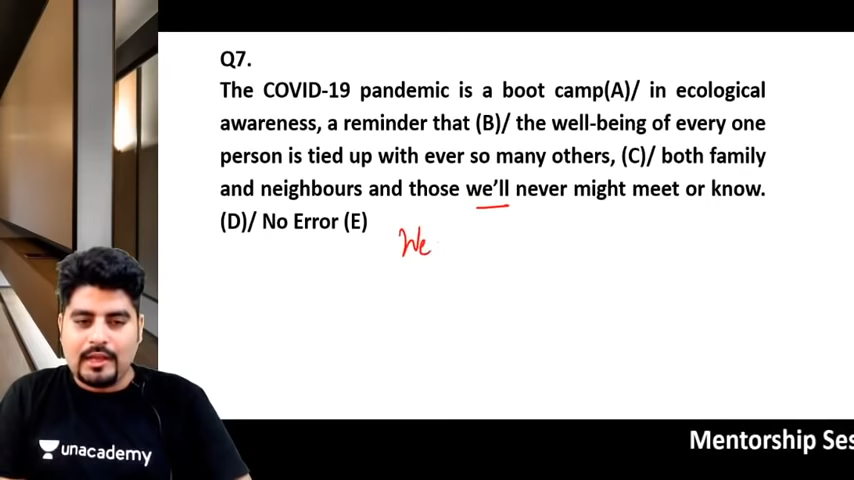 Q7.
The COVID-19 pandemic is a boot camp(A)/ in ecological
awareness, a reminder that (B)/ the well-being of every one
person is tied up with ever so many others, (C)/ both family
and neighbours and those we'll never might meet or know.
(D)/ No Error (E)
We
unacademy
Mentorship Ses